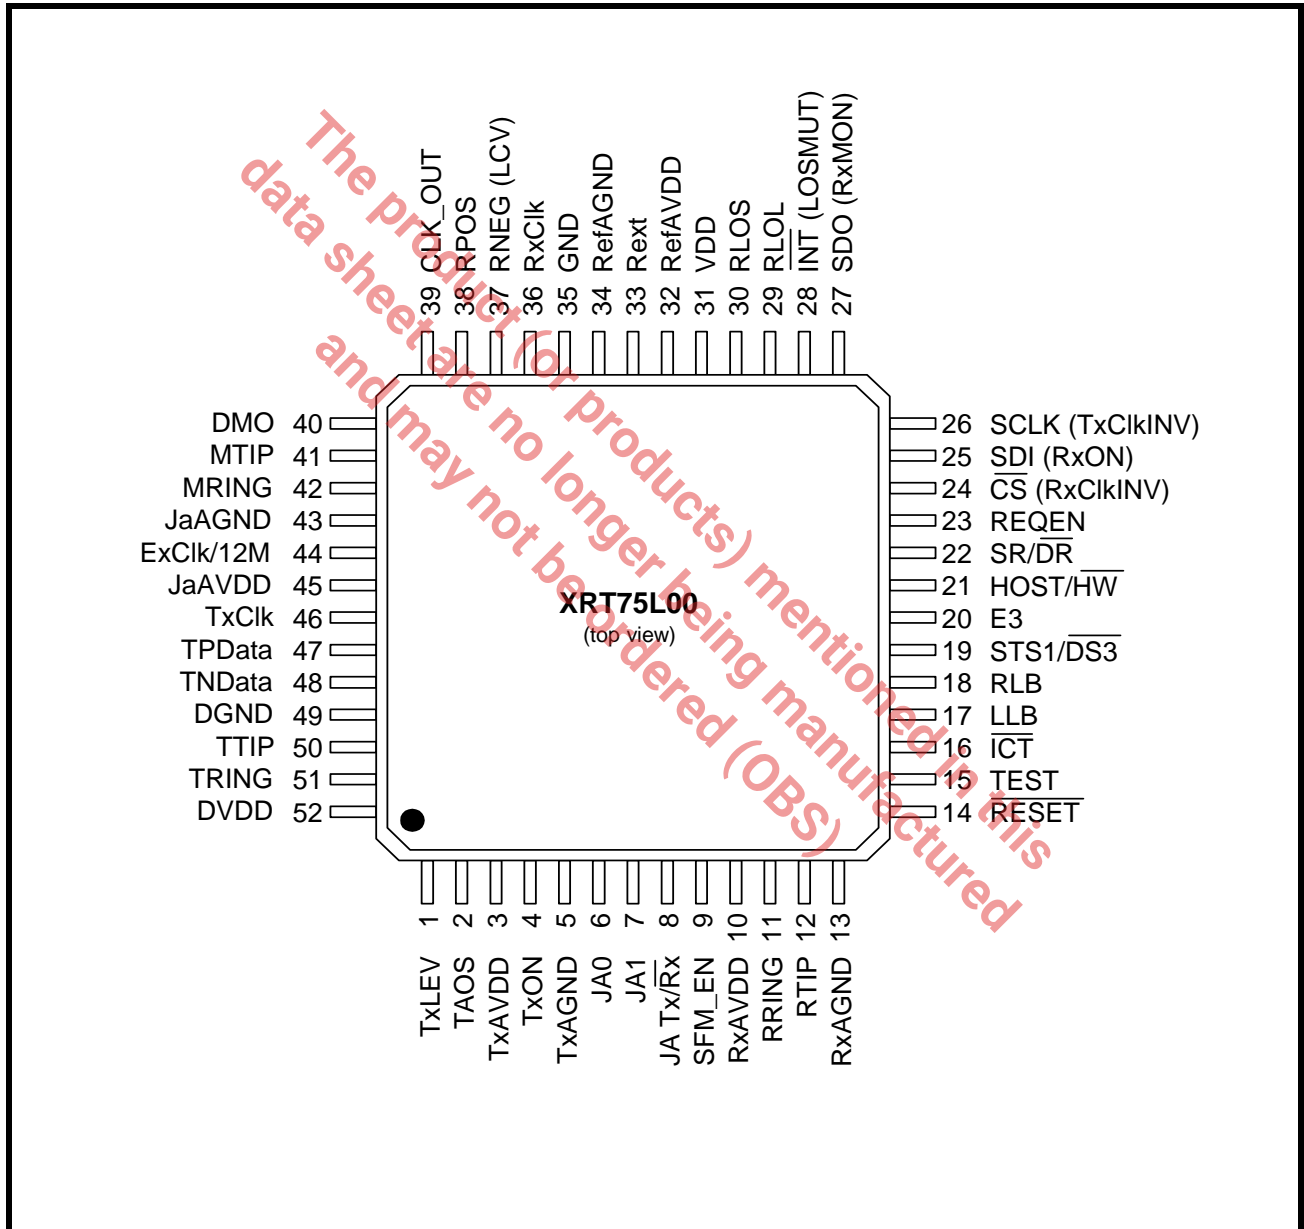 39 CLK_OUT
38 RPOS
37 RNEG (LCV)
36 RxClk
35 GND
34 RefAGND
33 Rext
32 RefAVDD
31 VDD
30 RLOS
29 RLOL
28 INT (LOSMUT)
27 SDO (RxMON)
DMO 40
MTIP 41
MRING 42
JaAGND 43
ExClk/12M 44
JaAVDD 45
TxClk 46
TPData 47
TNData 48
DGND 49
TTIP 50
TRING 51
DVDD 52
XRT75L00
(top view)
26 SCLK (TxClkINV)
25 SDI (RxON)
24 CS (RxClkINV)
23 REQEN
22 SR/DR
21 HOST/HW
20 E3
19 STS1/DS3
18 RLB
17 LLB
16 ICT
15 TEST
14 RESET
TxLEV 1
TAOS 2
TxAVDD 3
TxON 4
TxAGND 5
JA0 6
JA1 7
JA Tx/Rx 8
SFM_EN 9
RxAVDD 10
RRING 11
RTIP 12
RxAGND 13
The product (or products) mentioned in this
data sheet are no longer being manufactured
and may not be ordered (OBS)